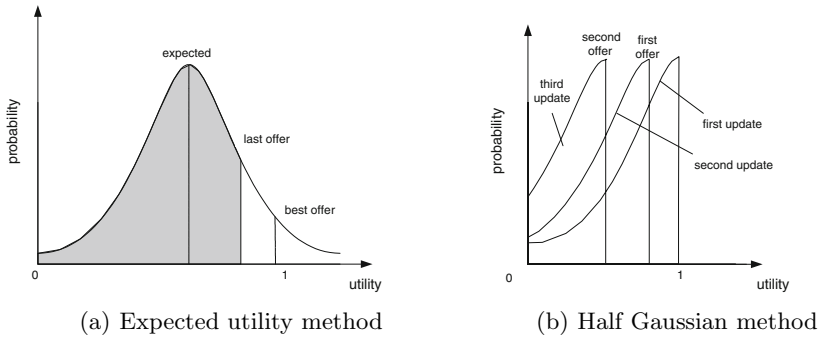 expected
last offer
best offer
probability
0
1
utility
(a) Expected utility method
second
offer
first
offer
third
update
first update
second update
probability
0
1
utility
(b) Half Gaussian method